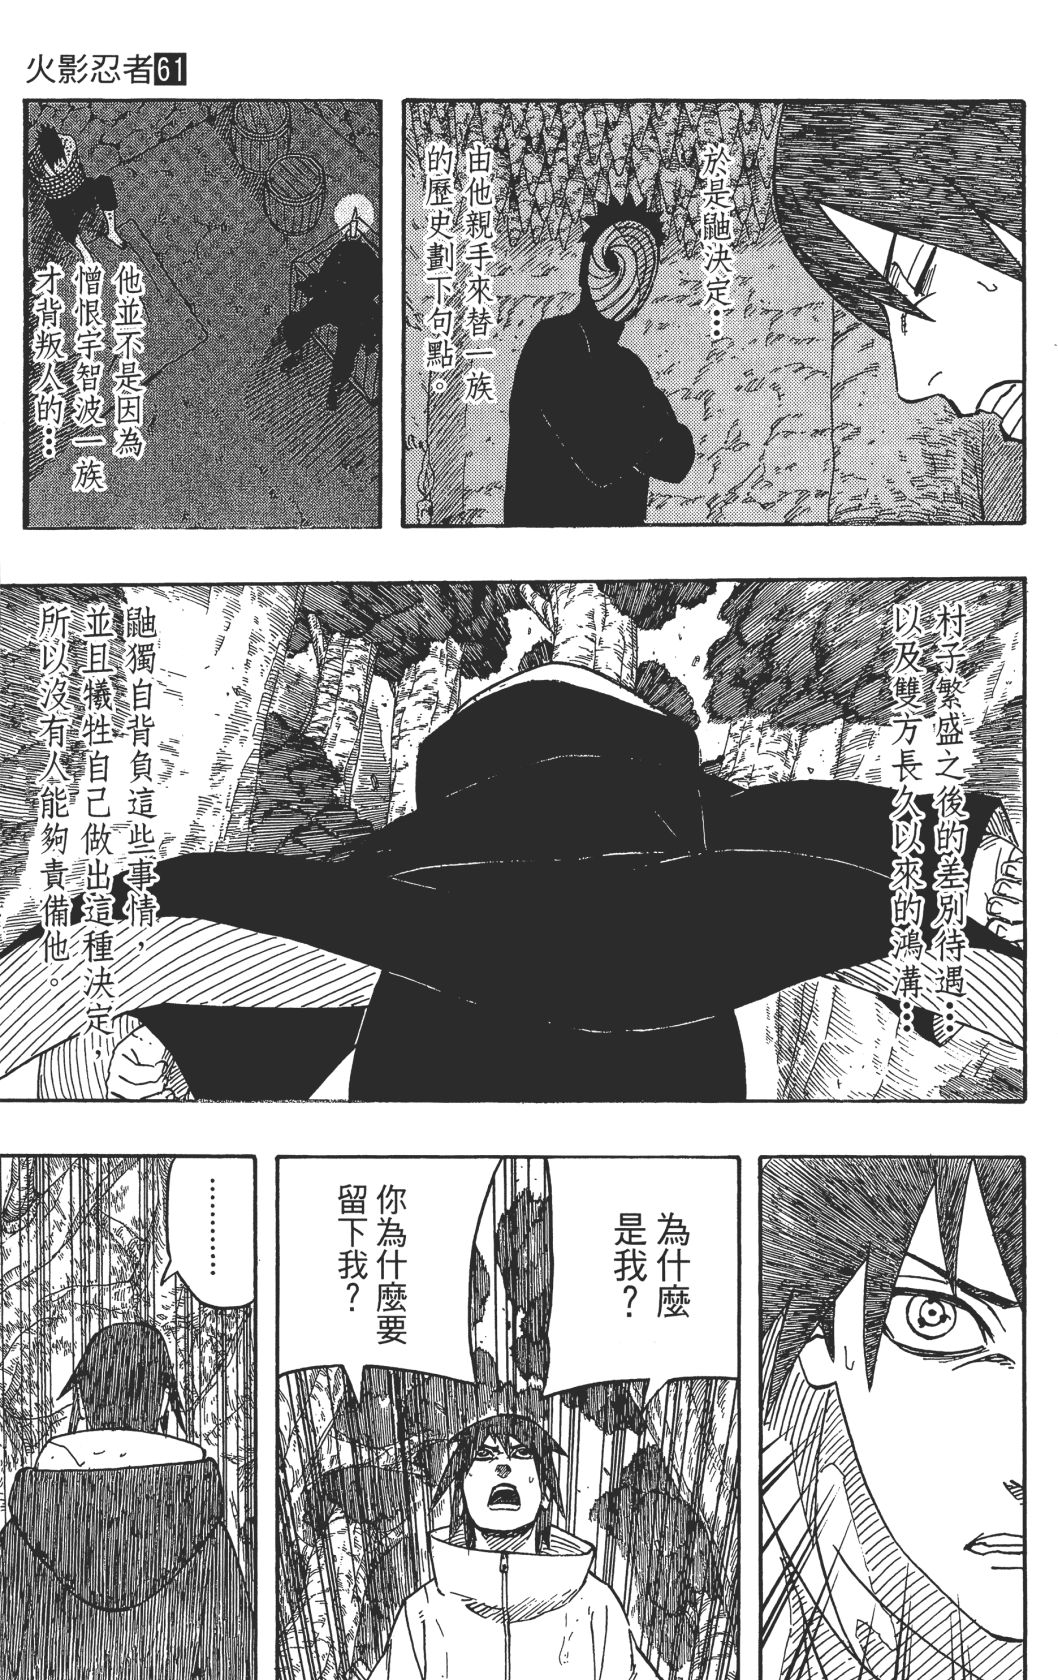 火影忍者61
於是鼬決定…
由他親手來替一族
的歷史劃下句點。
他並不是因為
憎恨宇智波一族
才背叛人的…
村子繁盛之後的差別待遇…
以及雙方長久以來的鴻溝…
鼬獨自背負這些事情，
並且犧牲自己做出這種決定，
所以沒有人能夠責備他。
為什麼
是我？
你為什麼要
留下我？
………